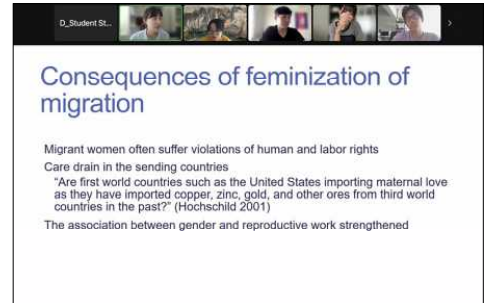 D_Student St...
Consequences of feminization of
migration
Migrant women often suffer violations of human and labor rights
Care drain in the sending countries
"Are first world countries such as the United States importing maternal love
as they have imported copper, zinc, gold, and other ores from third world
countries in the past?" (Hochschild 2001)
The association between gender and reproductive work strengthened